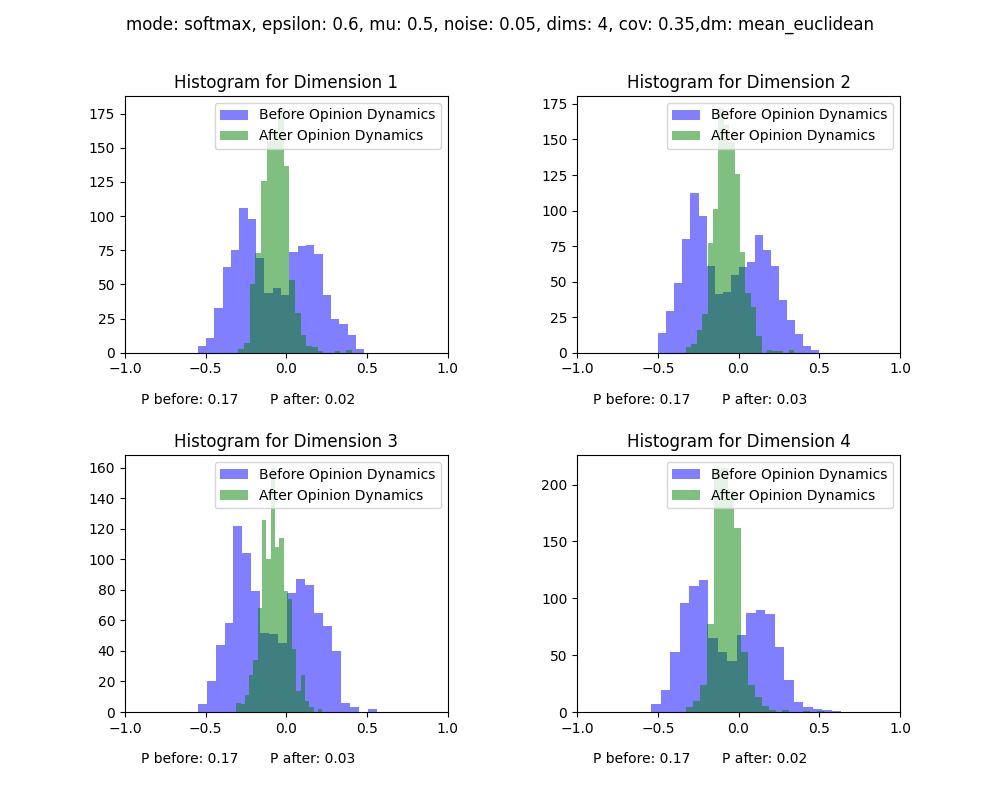 mode: softmax, epsilon: 0.6, mu: 0.5, noise: 0.05, dims: 4, cov: 0.35,dm: mean_euclidean
Histogram for Dimension 1
Before Opinion Dynamics
After Opinion Dynamics
175
150
125
100
75
50
25
0
−1.0 −0.5 0.0 0.5 1.0
P before: 0.17 P after: 0.02
Histogram for Dimension 2
Before Opinion Dynamics
After Opinion Dynamics
175
150
125
100
75
50
25
0
−1.0 −0.5 0.0 0.5 1.0
P before: 0.17 P after: 0.03
Histogram for Dimension 3
Before Opinion Dynamics
After Opinion Dynamics
160
140
120
100
80
60
40
20
0
−1.0 −0.5 0.0 0.5 1.0
P before: 0.17 P after: 0.03
Histogram for Dimension 4
Before Opinion Dynamics
After Opinion Dynamics
200
150
100
50
0
−1.0 −0.5 0.0 0.5 1.0
P before: 0.17 P after: 0.02